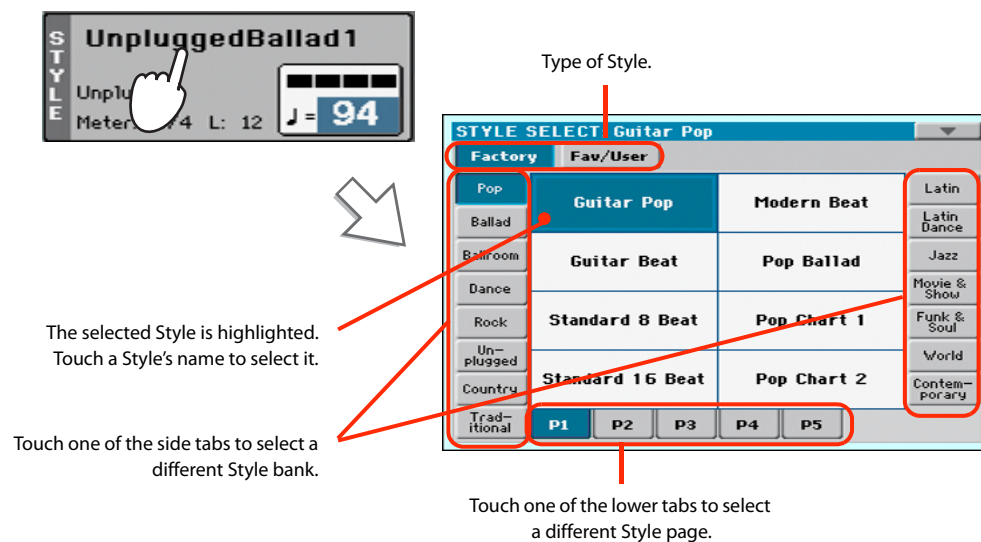 STYLE
UnpluggedBallad1
Unplu
Meter: /4 L: 12
♩= 94
Type of Style.
STYLE SELECT: Guitar Pop
Factory Fav/User
Pop
Ballad
Ballroom
Dance
Rock
Un-
plugged
Country
Trad-
itional
Guitar Pop Modern Beat
Guitar Beat Pop Ballad
Standard 8 Beat Pop Chart 1
Standard 16 Beat Pop Chart 2
Latin
Latin
Dance
Jazz
Movie &
Show
Funk &
Soul
World
Contem-
porary
P1 P2 P3 P4 P5
The selected Style is highlighted.
Touch a Style's name to select it.
Touch one of the side tabs to select a
different Style bank.
Touch one of the lower tabs to select
a different Style page.